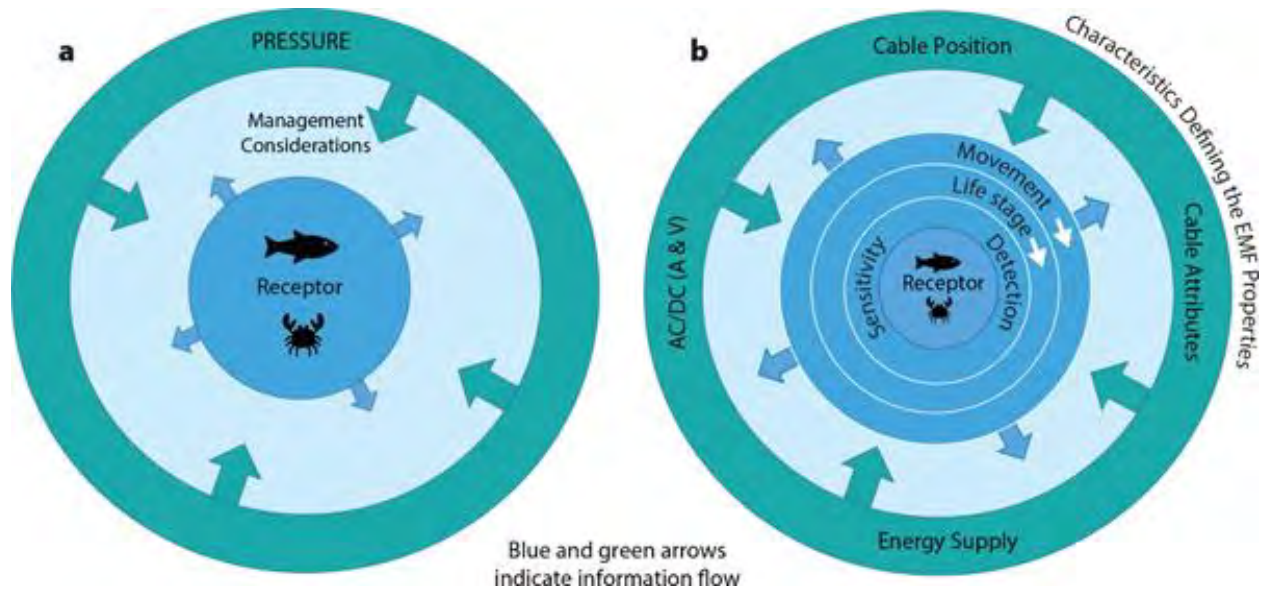 a
PRESSURE
Management
Considerations
Receptor
Blue and green arrows
indicate information flow
b
Cable Position
Characteristics Defining the EMF Properties
Movement
Life stage
Detection
Sensitivity
Receptor
AC/DC (A & V)
Cable Attributes
Energy Supply